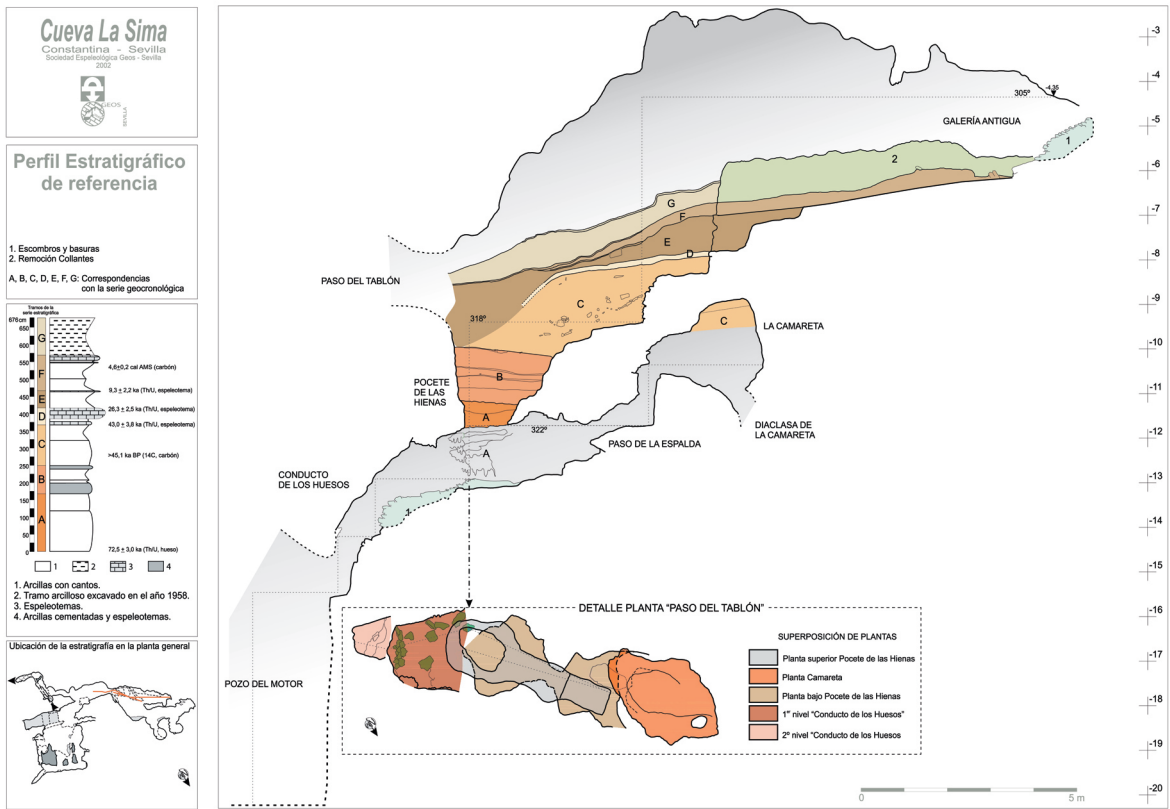 Cueva La Sima
Constantina - Sevilla
Sociedad Espeleológica Geos - Sevilla
2002
GEOS
SEVILLA
Perfil Estratigráfico
de referencia
1. Escombros y basuras
2. Remoción Collantes
A, B, C, D, E, F, G: Correspondencias
con la serie geocronológica
Tramos de la
serie estratigráfica
676cm
650
600
550
500
450
400
350
300
250
200
150
100
50
0
G
F
E
D
C
B
A
4,6±0,2 cal AMS (carbón)
9,3 ± 2,2 ka (Th/U, espeleotema)
26,3 ± 2,5 ka (Th/U, espeleotema)
43,0 ± 3,8 ka (Th/U, espeleotema)
>45,1 ka BP (14C, carbón)
72,5 ± 3,0 ka (Th/U, hueso)
1 2 3 4
1. Arcillas con cantos.
2. Tramo arcilloso excavado en el año 1958.
3. Espeleotemas.
4. Arcillas cementadas y espeleotemas.
Ubicación de la estratigrafía en la planta general
305º
-4,35
GALERÍA ANTIGUA
1
2
G
F
E
D
C
PASO DEL TABLÓN
318º
C
LA CAMARETA
B
POCETE
DE LAS
HIENAS
A
322º
DIACLASA DE
LA CAMARETA
PASO DE LA ESPALDA
A
CONDUCTO
DE LOS HUESOS
1
POZO DEL MOTOR
-3
-4
-5
-6
-7
-8
-9
-10
-11
-12
-13
-14
-15
-16
-17
-18
-19
-20
DETALLE PLANTA "PASO DEL TABLÓN"
SUPERPOSICIÓN DE PLANTAS
Planta superior Pocete de las Hienas
Planta Camareta
Planta bajo Pocete de las Hienas
1er nivel "Conducto de los Huesos"
2º nivel "Conducto de los Huesos
0 5 m